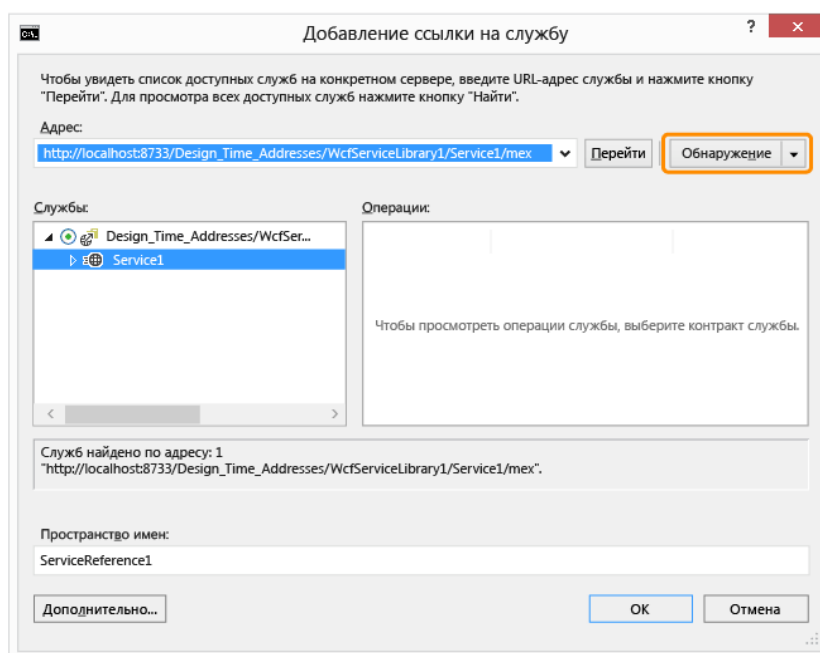 Добавление ссылки на службу
?
Чтобы увидеть список доступных служб на конкретном сервере, введите URL-адрес службы и нажмите кнопку
"Перейти". Для просмотра всех доступных служб нажмите кнопку "Найти".
Адрес:
http://localhost:8733/Design_Time_Addresses/WcfServiceLibrary1/Service1/mex Перейти Обнаружение
Службы: Операции:
Design_Time_Addresses/WcfSer...
Service1
Чтобы просмотреть операции службы, выберите контракт службы.
Служб найдено по адресу: 1
"http://localhost:8733/Design_Time_Addresses/WcfServiceLibrary1/Service1/mex".
Пространство имен:
ServiceReference1
Дополнительно... OK Отмена